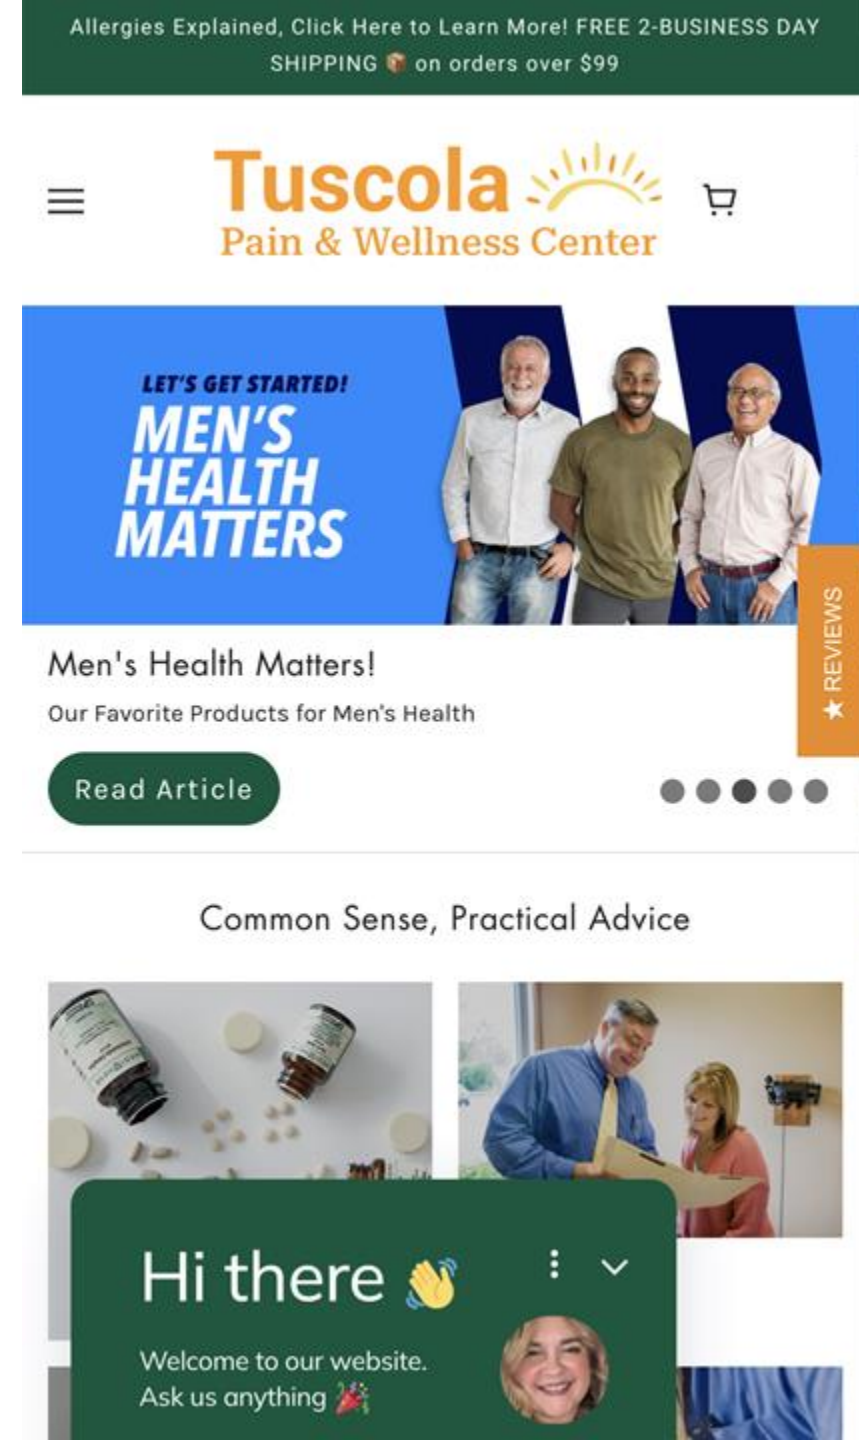 Allergies Explained, Click Here to Learn More! FREE 2-BUSINESS DAY
SHIPPING 📦 on orders over $99
Tuscola
Pain & Wellness Center
LET'S GET STARTED!
MEN'S
HEALTH
MATTERS
★ REVIEWS
Men's Health Matters!
Our Favorite Products for Men's Health
Read Article
Common Sense, Practical Advice
Hi there 👋
Welcome to our website.
Ask us anything 🎉